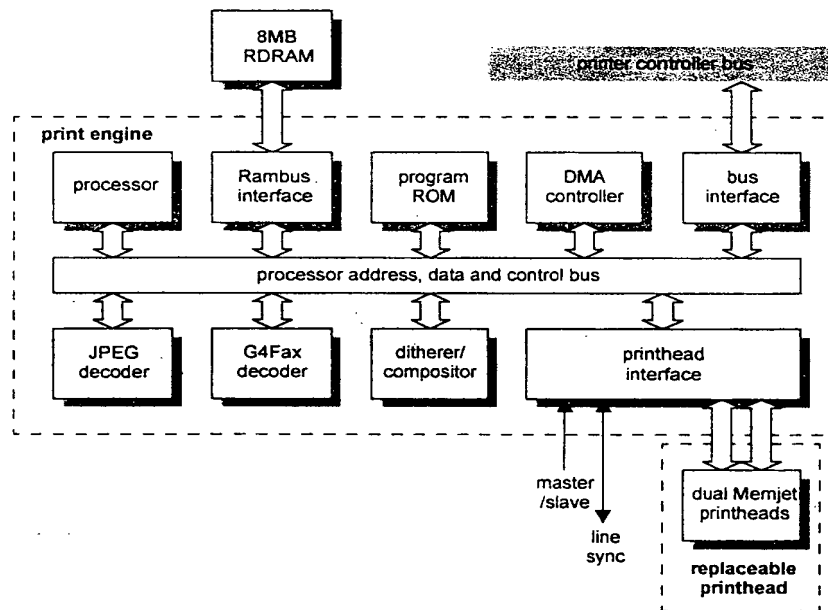 8MB
RDRAM
printer controller bus
print engine
processor
Rambus
interface
program
ROM
DMA
controller
bus
interface
processor address, data and control bus
JPEG
decoder
G4Fax
decoder
ditherer/
compositor
printhead
interface
master
/slave
line
sync
dual Memjet
printheads
replaceable
printhead